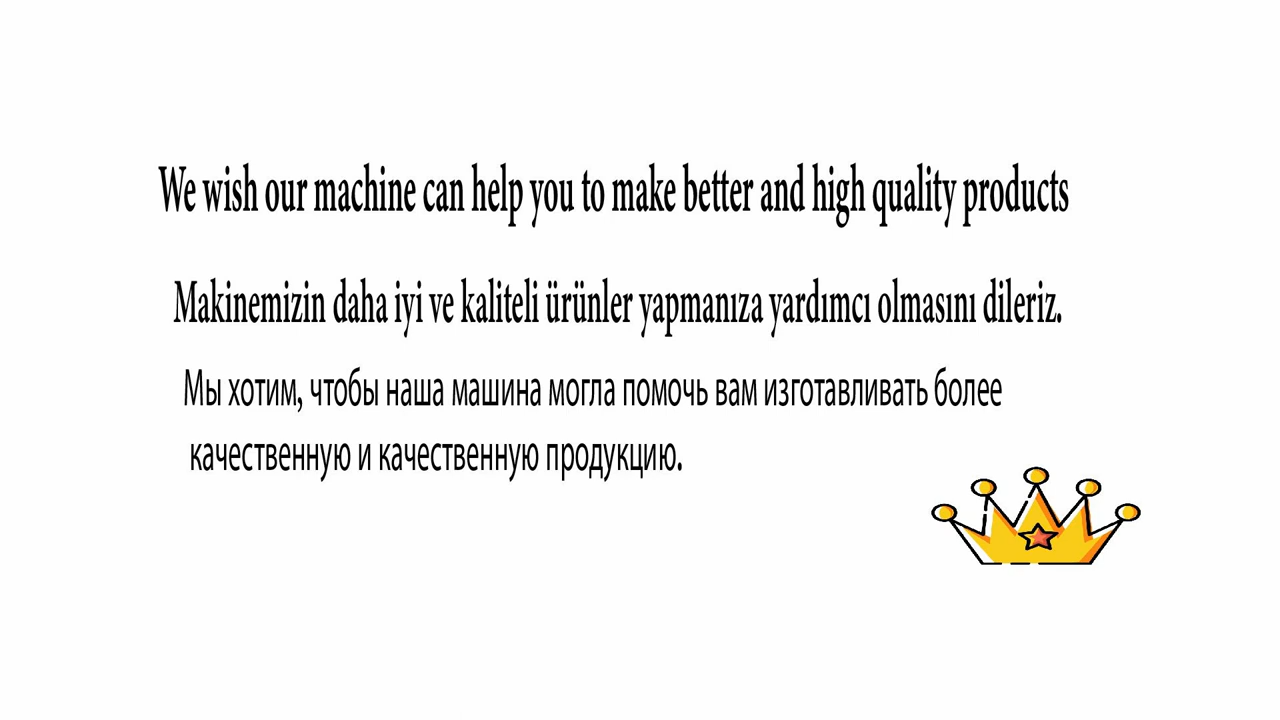 We wish our machine can help you to make better and high quality products
Makinemizin daha iyi ve kaliteli ürünler yapmanıza yardımcı olmasını dileriz.
Мы хотим, чтобы наша машина могла помочь вам изготавливать более
качественную и качественную продукцию.